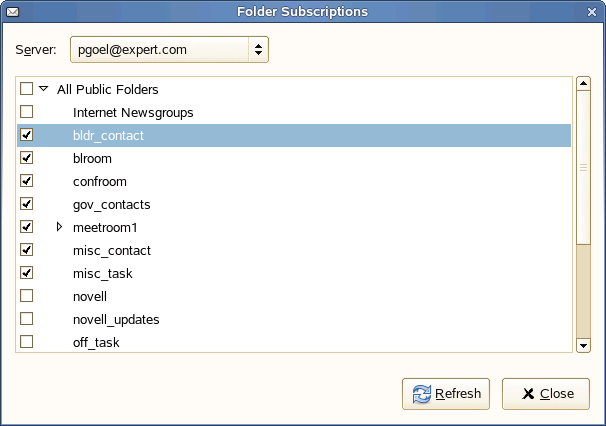 Folder Subscriptions
Server: pgoel@expert.com
All Public Folders
Internet Newsgroups
bldr_contact
blroom
confroom
gov_contacts
meetroom1
misc_contact
misc_task
novell
novell_updates
off_task
Refresh Close